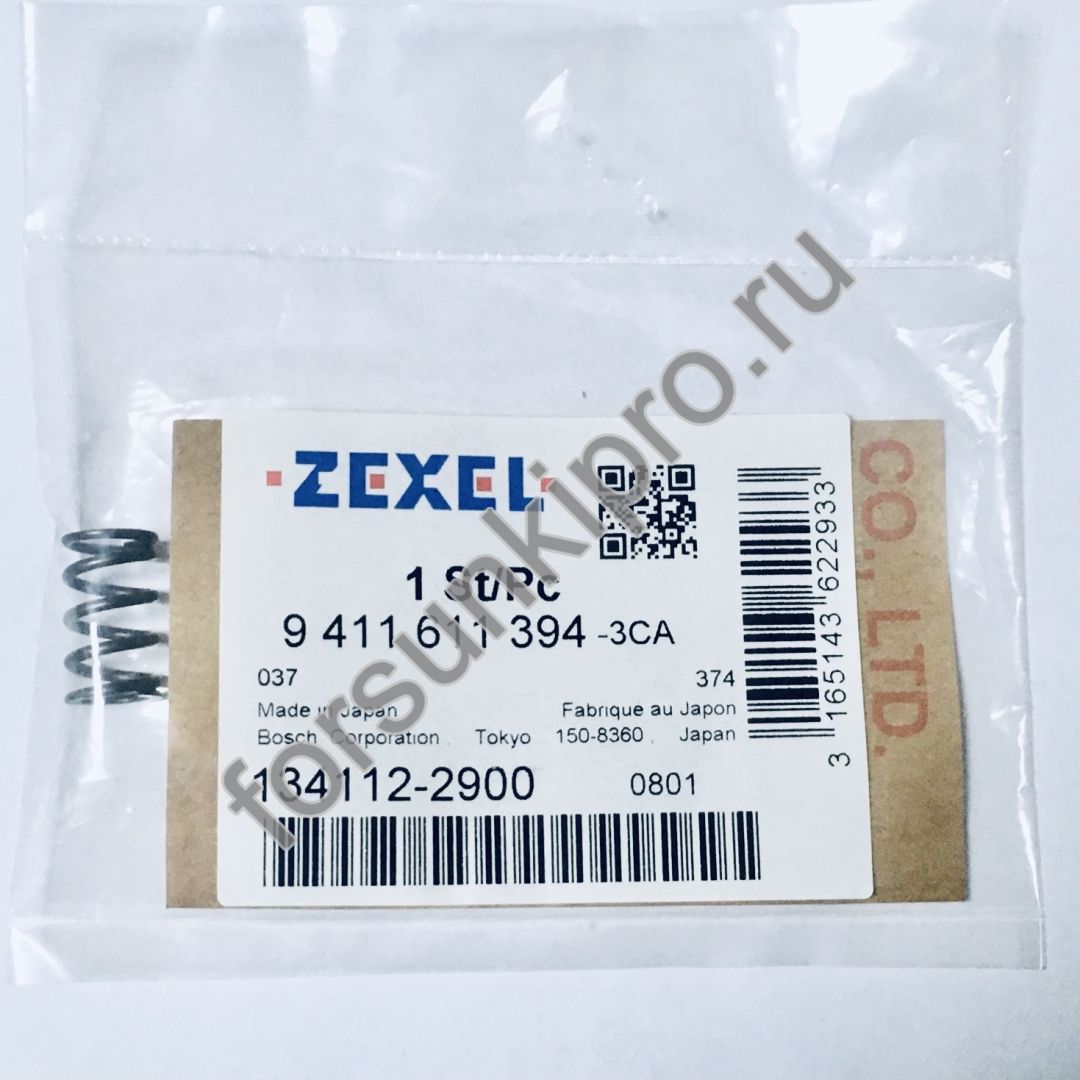 ZEXEL
1 St/Pc
9 411 611 394 -3CA
037 374
Made in Japan Fabrique au Japon
Bosch Corporation, Tokyo 150-8360, Japan
134112-2900 0801
3 165143 622933
CO., LTD.
forsunkipro.ru